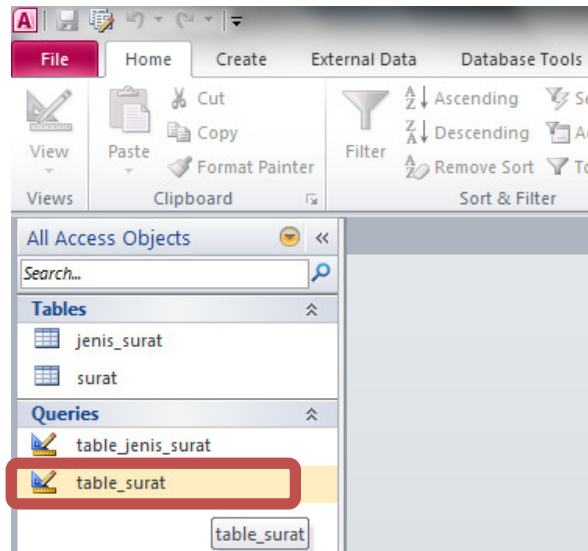 A
File Home Create External Data Database Tools
Cut
Ascending
Copy
Descending
View Paste Format Painter Filter Remove Sort
Views Clipboard Sort & Filter
All Access Objects
Search...
Tables
jenis_surat
surat
Queries
table_jenis_surat
table_surat
table_surat